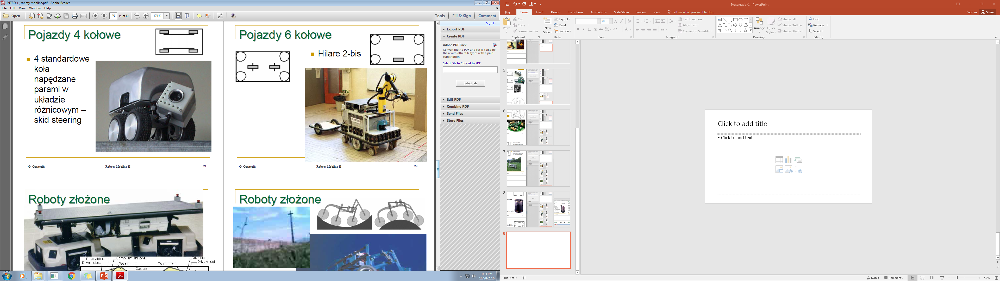 INTRO +_ roboty mobilne.pdf - Adobe Reader
File Edit View Window Help
Open 25 (4 of 6) 174% Tools Fill & Sign Comment
Sign In
Export PDF
Create PDF
Adobe PDF Pack
Convert files to PDF and easily combine
them with other file types with a paid
subscription.
Select File to Convert to PDF:
Select File
Edit PDF
Combine PDF
Send Files
Store Files
Pojazdy 4 kołowe
4 standardowe
koła
napędzane
parami w
układzie
różnicowym –
skid steering
G. Granosik Roboty Mobilne II 21
Pojazdy 6 kołowe
Hilare 2-bis
G. Granosik Roboty Mobilne II 22
Roboty złożone
Drive wheel
Drive motor
Compliant linkage
Rear truck
Front truck
Castors
Drive motor
Drive wheel
Roboty złożone
1:03 PM
10/28/2016
Presentation1 - PowerPoint
File Home Insert Design Transitions Animations Slide Show Review View Tell me what you want to do... Sign in Share
Paste
Cut
Copy
Format Painter
Clipboard
New
Slide
Layout
Reset
Section
Slides
28
Font
Text Direction
Align Text
Convert to SmartArt
Paragraph
Arrange
Quick
Styles
Shape Fill
Shape Outline
Shape Effects
Drawing
Find
Replace
Select
Editing
5
6
7
8
9
Click to add title
• Click to add text
Slide 9 of 9
Notes Comments 50%